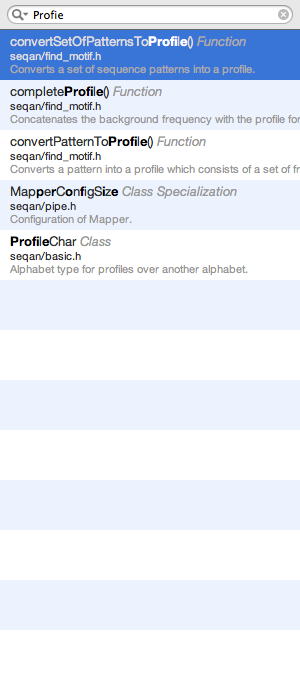 Profie
convertSetOfPatternsToProfile() Function
seqan/find_motif.h
Converts a set of sequence patterns into a profile.
completeProfile() Function
seqan/find_motif.h
Concatenates the background frequency with the profile for
convertPatternToProfile() Function
seqan/find_motif.h
Converts a pattern into a profile which consists of a set of fr
MapperConfigSize Class Specialization
seqan/pipe.h
Configuration of Mapper.
ProfileChar Class
seqan/basic.h
Alphabet type for profiles over another alphabet.